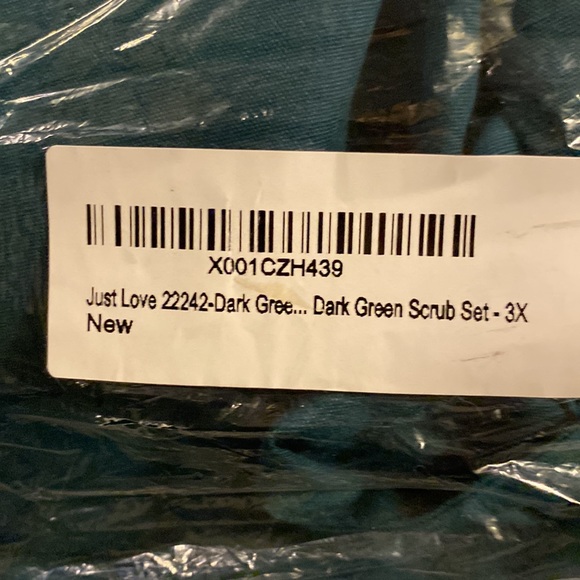 X001CZH439
Just Love 22242-Dark Gree... Dark Green Scrub Set - 3X
New